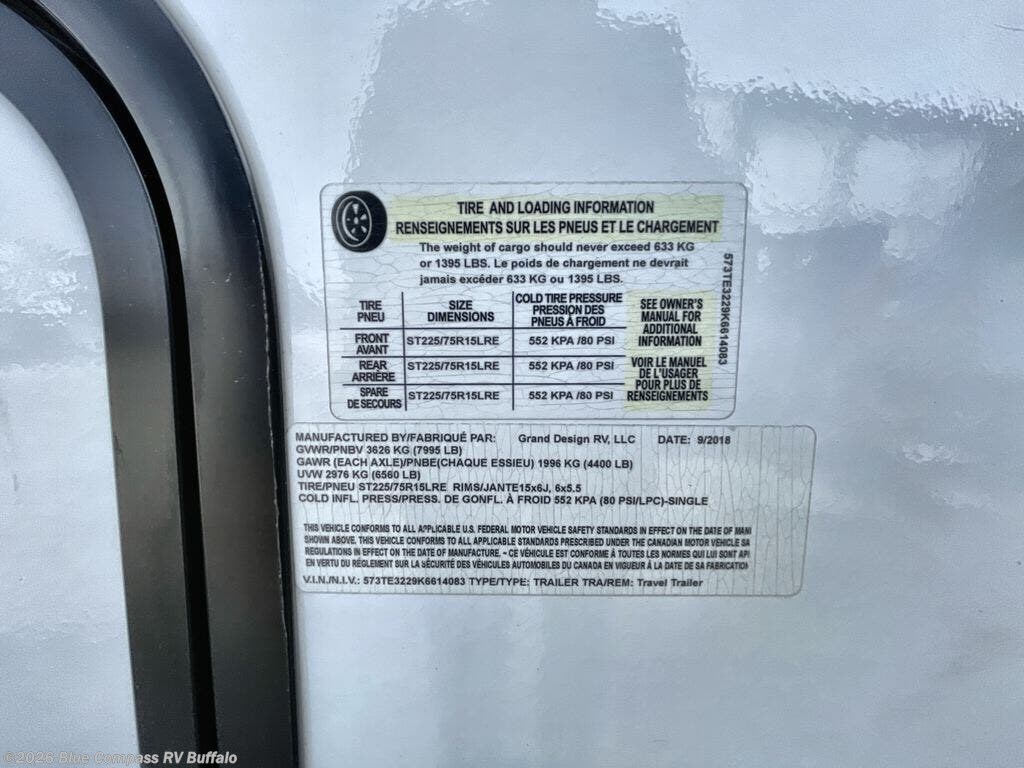 TIRE AND LOADING INFORMATION
RENSEIGNEMENTS SUR LES PNEUS ET LE CHARGEMENT
The weight of cargo should never exceed 633 KG
or 1395 LBS. Le poids de chargement ne devrait
jamais excéder 633 KG ou 1395 LBS.
TIRE PNEU SIZE DIMENSIONS COLD TIRE PRESSURE PRESSION DES PNEUS À FROID
FRONT AVANT ST225/75R15LRE 552 KPA /80 PSI
REAR ARRIÈRE ST225/75R15LRE 552 KPA /80 PSI
SPARE DE SECOURS ST225/75R15LRE 552 KPA /80 PSI
SEE OWNER'S
MANUAL FOR
ADDITIONAL
INFORMATION
VOIR LE MANUEL
DE L'USAGER
POUR PLUS DE
RENSEIGNEMENTS
573TE3229K6614083
MANUFACTURED BY/FABRIQUÉ PAR: Grand Design RV, LLC DATE: 9/2018
GVWR/PNBV 3626 KG (7995 LB)
GAWR (EACH AXLE)/PNBE(CHAQUE ESSIEU) 1996 KG (4400 LB)
UVW 2976 KG (6560 LB)
TIRE/PNEU ST225/75R15LRE RIMS/JANTE15x6J, 6x5.5
COLD INFL. PRESS/PRESS. DE GONFL. À FROID 552 KPA (80 PSI/LPC)-SINGLE
THIS VEHICLE CONFORMS TO ALL APPLICABLE U.S. FEDERAL MOTOR VEHICLE SAFETY STANDARDS IN EFFECT ON THE DATE OF MANI
SHOWN ABOVE. THIS VEHICLE CONFORMS TO ALL APPLICABLE STANDARDS PRESCRIBED UNDER THE CANADIAN MOTOR VEHICLE SA
REGULATIONS IN EFFECT ON THE DATE OF MANUFACTURE. - CE VÉHICULE EST CONFORME À TOUTES LES NORMES QUI LUI SONT API
EN VERTU DU RÈGLEMENT SUR LA SÉCURITÉ DES VÉHICULES AUTOMOBILES DU CANADA EN VIGUEUR À LA DATE DE SA FABRICATION
V.I.N./N.I.V.: 573TE3229K6614083 TYPE/TYPE: TRAILER TRA/REM: Travel Trailer
©2026 Blue Compass RV Buffalo